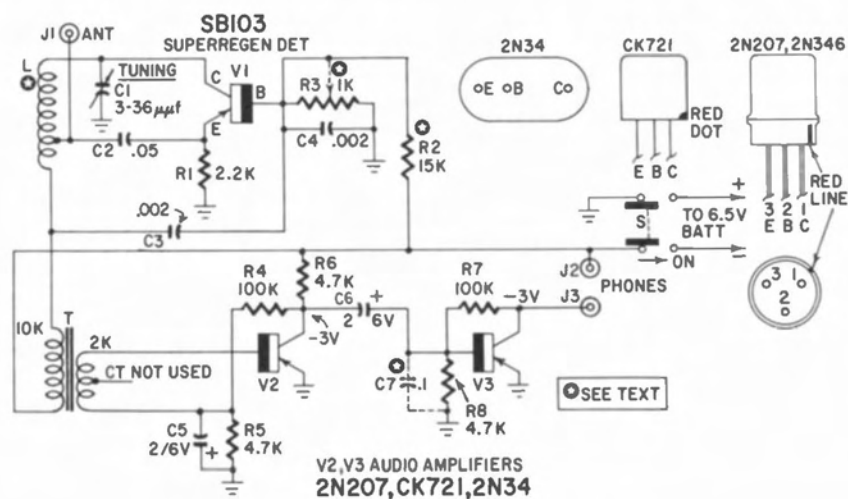 SB103
SUPERREGEN DET
J1 ANT
L
TUNING
C1
3-36μμf
C
V1
B
E
R3 1K
C4 .002
C2 .05
R1 2.2K
R2
15K
.002
C3
2N34
E B C
CK721
RED
DOT
E B C
2N207, 2N346
RED
LINE
3 2 1
E B C
3 1
2
+
TO 6.5V
BATT
−
S
ON
J2
PHONES
J3
R4
100K
R6
4.7K
C6 +
2 6V
-3V
R7
100K
-3V
10K
T
2K
CT NOT USED
V2
C7 .1
V3
R8
4.7K
SEE TEXT
C5
2/6V +
R5
4.7K
V2, V3 AUDIO AMPLIFIERS
2N207, CK721, 2N34